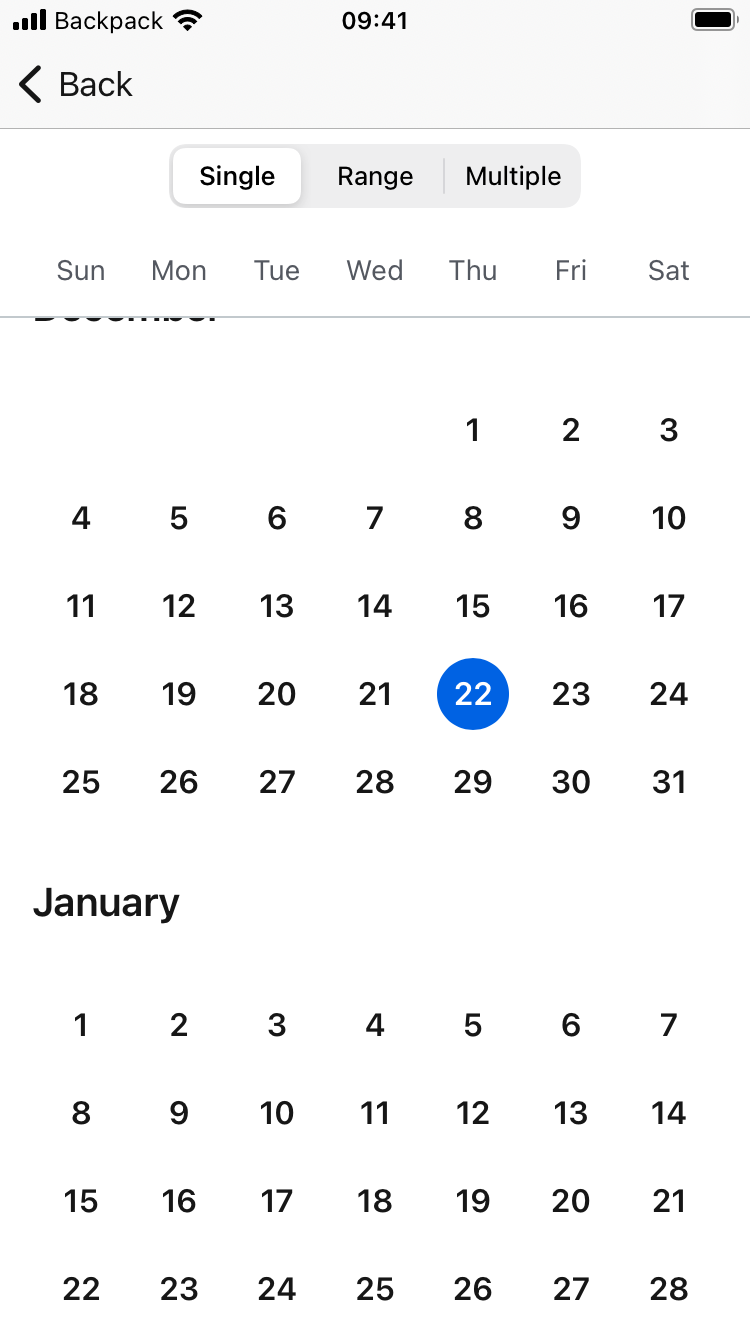 Backpack 09:41
Back
Single Range Multiple
Sun Mon Tue Wed Thu Fri Sat
December
1 2 3
4 5 6 7 8 9 10
11 12 13 14 15 16 17
18 19 20 21 22 23 24
25 26 27 28 29 30 31
January
1 2 3 4 5 6 7
8 9 10 11 12 13 14
15 16 17 18 19 20 21
22 23 24 25 26 27 28